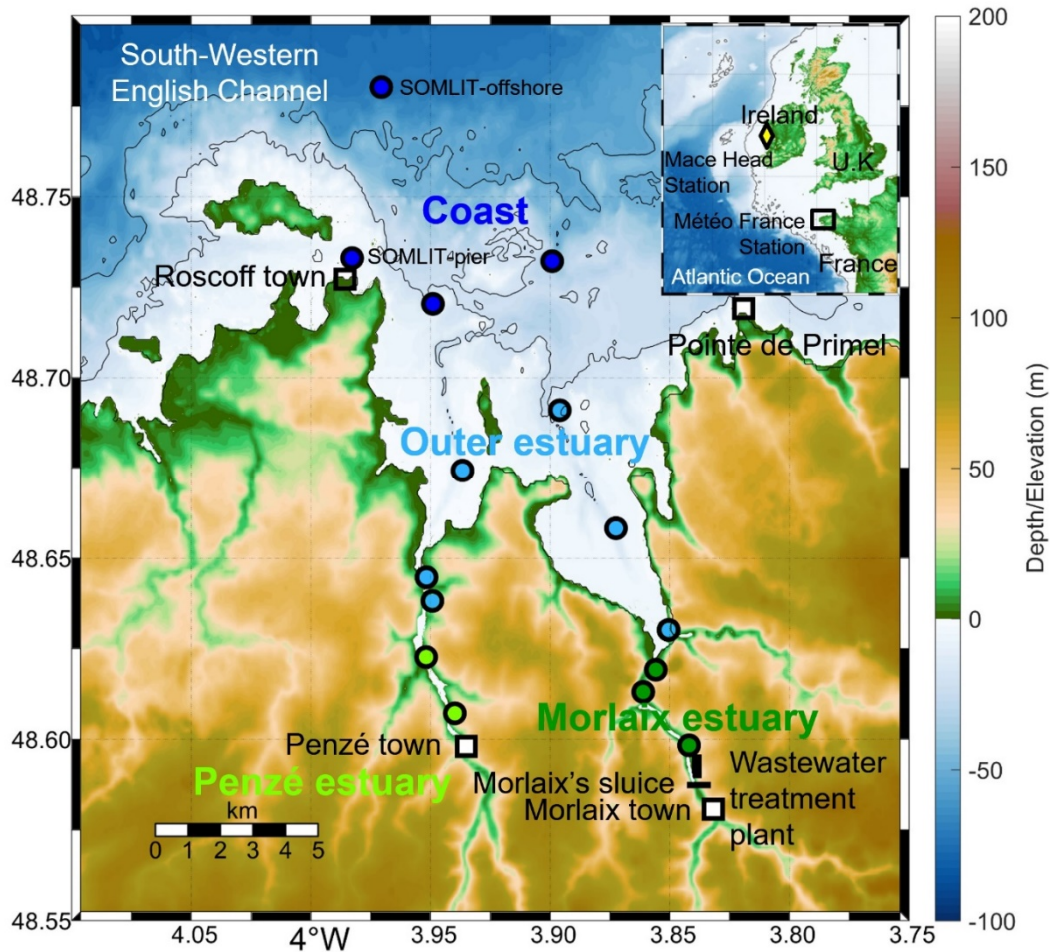 South-Western
English Channel
SOMLIT-offshore
Coast
SOMLIT-pier
Roscoff town
Ireland
U.K
Mace Head
Station
Météo France
Station
France
Atlantic Ocean
Pointe de Primel
Outer estuary
Morlaix estuary
Penzé town
Penzé estuary
Morlaix's sluice
Morlaix town
Wastewater
treatment
plant
km
0 1 2 3 4 5
48.75
48.70
48.65
48.60
48.55
4.05
4°W
3.95
3.90
3.85
3.80
3.75
200
150
100
50
0
-50
-100
Depth/Elevation (m)